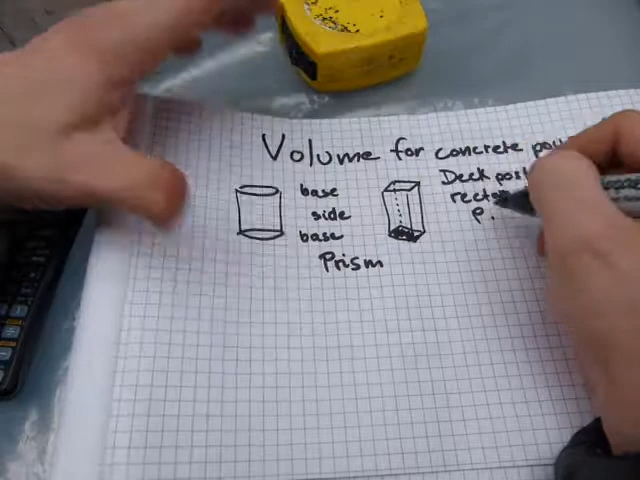 Volume for concrete
Deck post
base
side
base
P.
Prism